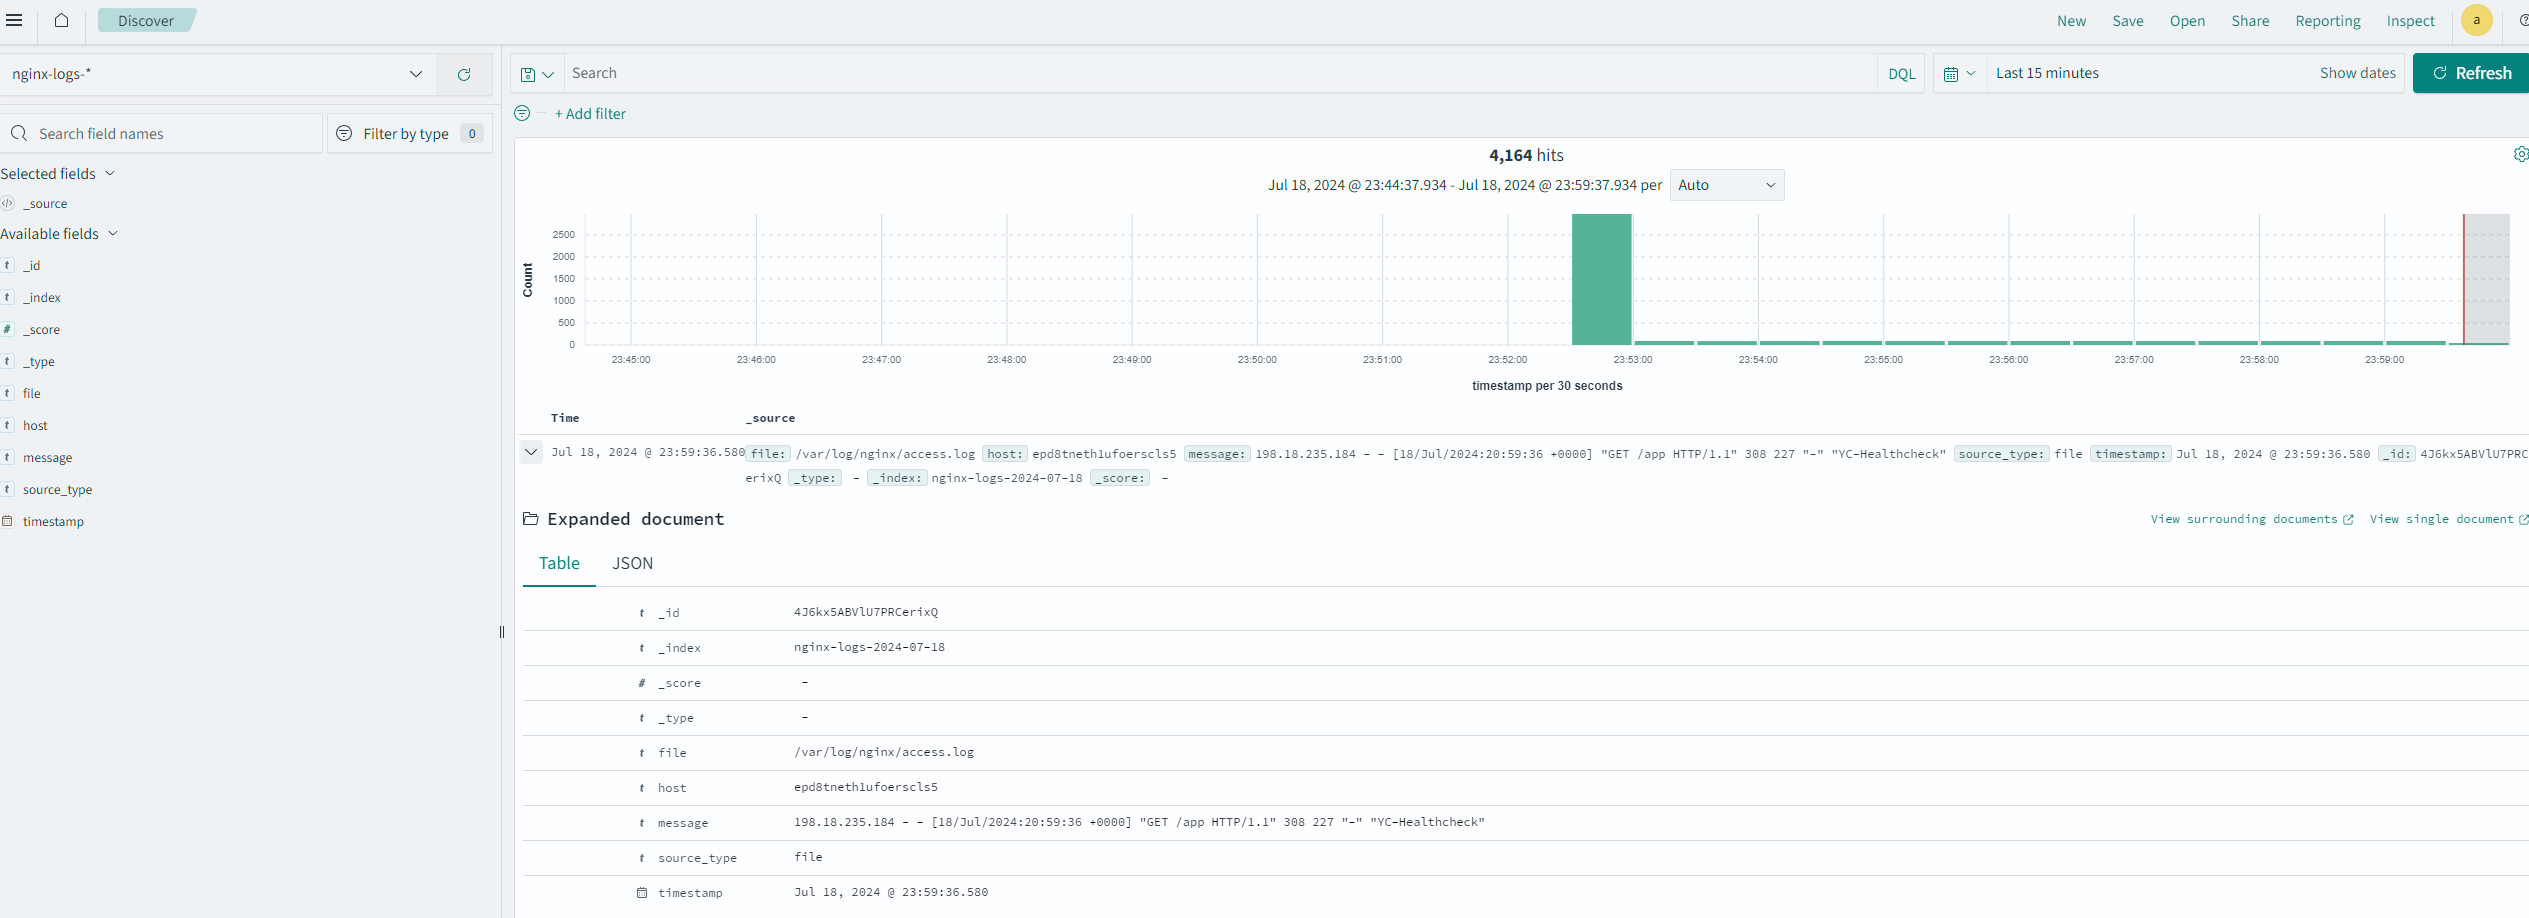 Discover
New Save Open Share Reporting Inspect a
nginx-logs-*
Search DQL Last 15 minutes Show dates Refresh
+ Add filter
Search field names Filter by type 0
Selected fields
_source
Available fields
t _id
t _index
# _score
t _type
t file
t host
t message
t source_type
timestamp
4,164 hits
Jul 18, 2024 @ 23:44:37.934 - Jul 18, 2024 @ 23:59:37.934 per Auto
Count
2500
2000
1500
1000
500
0
23:45:00 23:46:00 23:47:00 23:48:00 23:49:00 23:50:00 23:51:00 23:52:00 23:53:00 23:54:00 23:55:00 23:56:00 23:57:00 23:58:00 23:59:00
timestamp per 30 seconds
Time _source
Jul 18, 2024 @ 23:59:36.580 file: /var/log/nginx/access.log host: epd8tneth1ufoerscls5 message: 198.18.235.184 - - [18/Jul/2024:20:59:36 +0000] "GET /app HTTP/1.1" 308 227 "-" "YC-Healthcheck" source_type: file timestamp: Jul 18, 2024 @ 23:59:36.580 _id: 4J6kx5ABVlU7PRC
erixQ _type: - _index: nginx-logs-2024-07-18 _score: -
Expanded document View surrounding documents View single document
Table JSON
t _id 4J6kx5ABVlU7PRCerixQ
t _index nginx-logs-2024-07-18
# _score -
t _type -
t file /var/log/nginx/access.log
t host epd8tneth1ufoerscls5
t message 198.18.235.184 - - [18/Jul/2024:20:59:36 +0000] "GET /app HTTP/1.1" 308 227 "-" "YC-Healthcheck"
t source_type file
timestamp Jul 18, 2024 @ 23:59:36.580